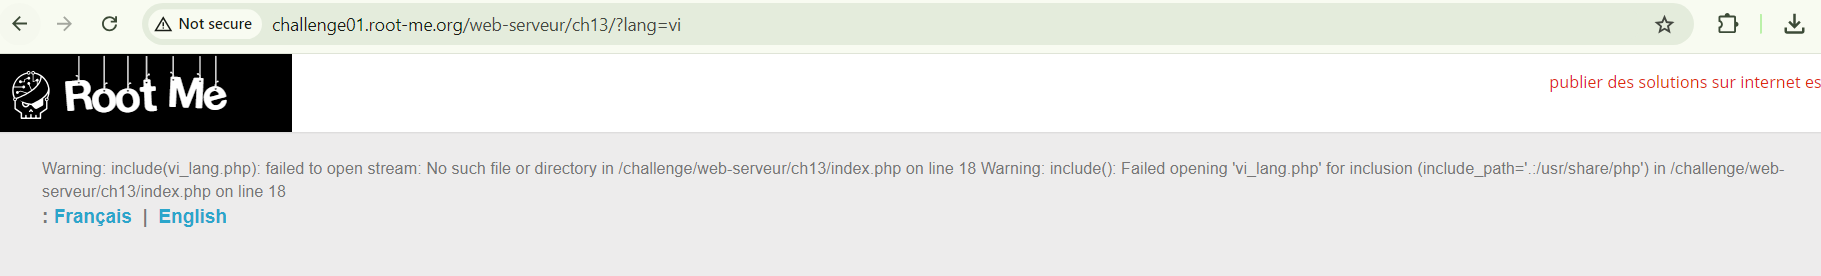 Not secure challenge01.root-me.org/web-serveur/ch13/?lang=vi
Root Me
publier des solutions sur internet es
Warning: include(vi_lang.php): failed to open stream: No such file or directory in /challenge/web-serveur/ch13/index.php on line 18 Warning: include(): Failed opening 'vi_lang.php' for inclusion (include_path='.:/usr/share/php') in /challenge/web-
serveur/ch13/index.php on line 18
: Français | English